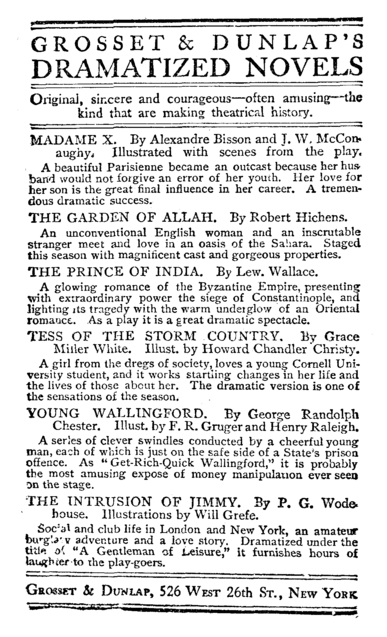 GROSSET & DUNLAP'S
DRAMATIZED NOVELS
Original, sincere and courageous—often amusing—the
kind that are making theatrical history.
MADAME X. By Alexandre Bisson and J. W. McCon-
aughy. Illustrated with scenes from the play.
A beautiful Parisienne became an outcast because her hus-
band would not forgive an error of her youth. Her love for
her son is the great final influence in her career. A tremen-
dous dramatic success.
THE GARDEN OF ALLAH. By Robert Hichens.
An unconventional English woman and an inscrutable
stranger meet and love in an oasis of the Sahara. Staged
this season with magnificent cast and gorgeous properties.
THE PRINCE OF INDIA. By Lew. Wallace.
A glowing romance of the Byzantine Empire, presenting
with extraordinary power the siege of Constantinople, and
lighting its tragedy with the warm underglow of an Oriental
romance. As a play it is a great dramatic spectacle.
TESS OF THE STORM COUNTRY. By Grace
Miller White. Illust. by Howard Chandler Christy.
A girl from the dregs of society, loves a young Cornell Uni-
versity student, and it works startling changes in her life and
the lives of those about her. The dramatic version is one of
the sensations of the season.
YOUNG WALLINGFORD. By George Randolph
Chester. Illust. by F. R. Gruger and Henry Raleigh.
A series of clever swindles conducted by a cheerful young
man, each of which is just on the safe side of a State's prison
offence. As "Get-Rich-Quick Wallingford," it is probably
the most amusing expose of money manipulation ever seen
on the stage.
THE INTRUSION OF JIMMY. By P. G. Wode-
house. Illustrations by Will Grefe.
Social and club life in London and New York, an amateur
burglary adventure and a love story. Dramatized under the
title of "A Gentleman of Leisure," it furnishes hours of
laughter to the play-goers.
GROSSET & DUNLAP, 526 WEST 26th ST., NEW YORK